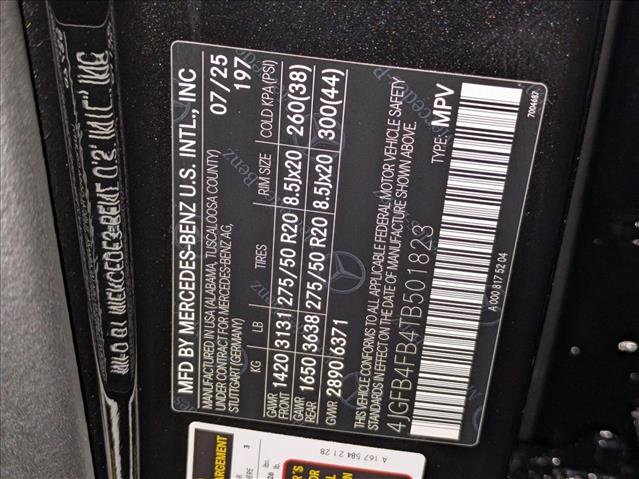 MFD BY MERCEDES-BENZ U.S. INTL., INC
MANUFACTURED IN USA (ALABAMA, TUSCALOOSA COUNTY)
UNDER CONTRACT FOR MERCEDES-BENZ AG,
STUTTGART (GERMANY)
07/25
197
KG LB TIRES RIM SIZE COLD KPA (PSI)
GAWR FRONT 1420 3131 275/50 R20 8.5Jx20 260(38)
GAWR REAR 1650 3638 275/50 R20 8.5Jx20 300(44)
GVWR 2890 6371
THIS VEHICLE CONFORMS TO ALL APPLICABLE FEDERAL MOTOR VEHICLE SAFETY
STANDARDS IN EFFECT ON THE DATE OF MANUFACTURE SHOWN ABOVE.
4JGFB4FB4TB501823
TYPE: MPV
A 000 817 52 04
7004687
A 167 584 21 28